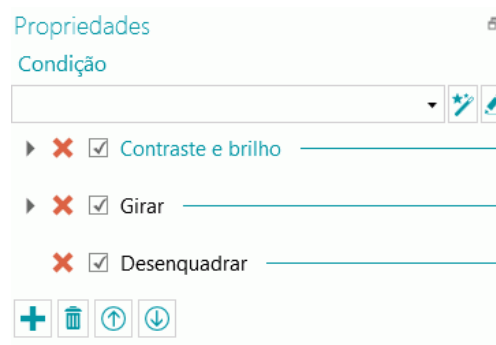 Propriedades
Condição
Contraste e brilho
Girar
Desenquadrar